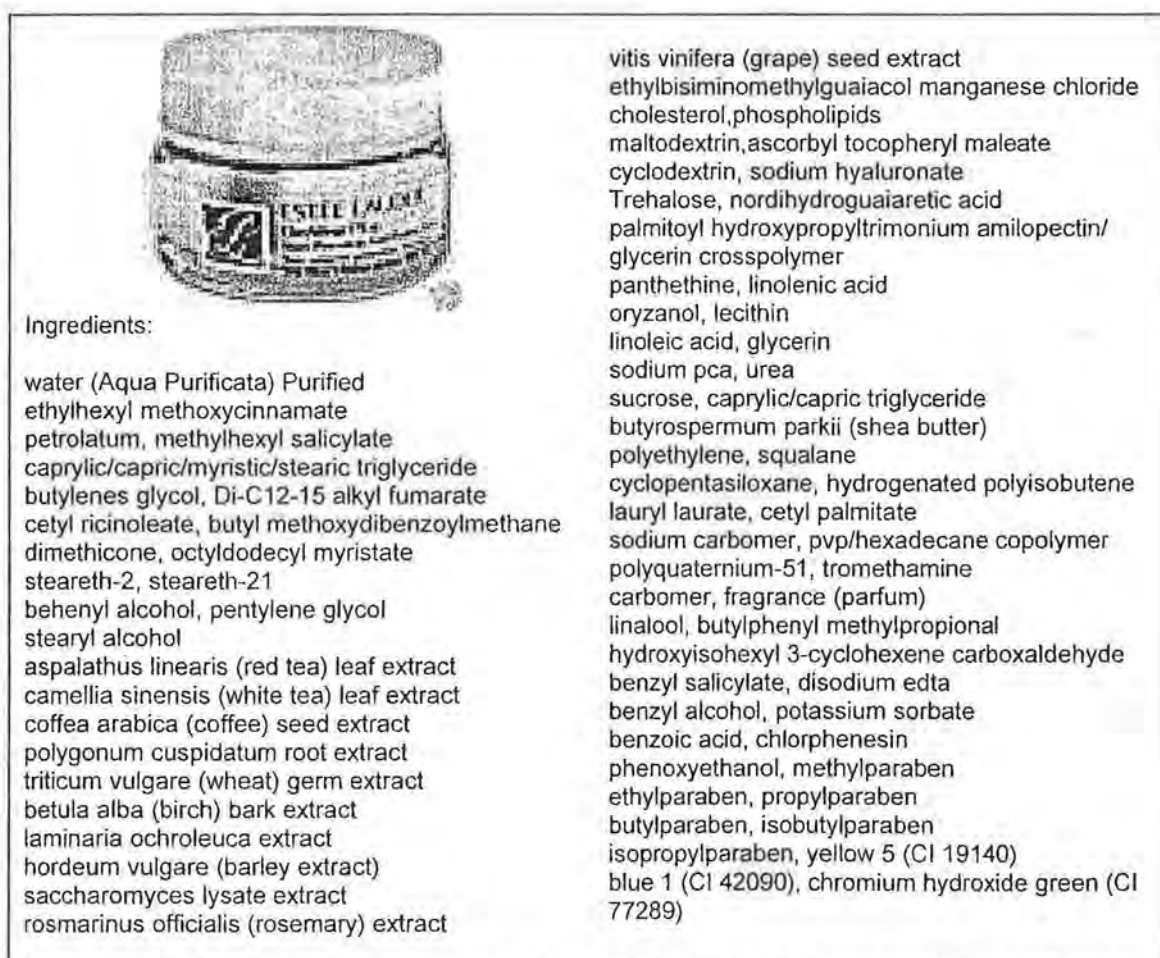 ESTEE LAUDER
Ingredients:
water (Aqua Purificata) Purified
ethylhexyl methoxycinnamate
petrolatum, methylhexyl salicylate
caprylic/capric/myristic/stearic triglyceride
butylenes glycol, Di-C12-15 alkyl fumarate
cetyl ricinoleate, butyl methoxydibenzoylmethane
dimethicone, octyldodecyl myristate
steareth-2, steareth-21
behenyl alcohol, pentylene glycol
stearyl alcohol
aspalathus linearis (red tea) leaf extract
camellia sinensis (white tea) leaf extract
coffea arabica (coffee) seed extract
polygonum cuspidatum root extract
triticum vulgare (wheat) germ extract
betula alba (birch) bark extract
laminaria ochroleuca extract
hordeum vulgare (barley extract)
saccharomyces lysate extract
rosmarinus officialis (rosemary) extract
vitis vinifera (grape) seed extract
ethylbisiminomethylguaiacol manganese chloride
cholesterol,phospholipids
maltodextrin,ascorbyl tocopheryl maleate
cyclodextrin, sodium hyaluronate
Trehalose, nordihydroguaiaretic acid
palmitoyl hydroxypropyltrimonium amilopectin/
glycerin crosspolymer
panthethine, linolenic acid
oryzanol, lecithin
linoleic acid, glycerin
sodium pca, urea
sucrose, caprylic/capric triglyceride
butyrospermum parkii (shea butter)
polyethylene, squalane
cyclopentasiloxane, hydrogenated polyisobutene
lauryl laurate, cetyl palmitate
sodium carbomer, pvp/hexadecane copolymer
polyquaternium-51, tromethamine
carbomer, fragrance (parfum)
linalool, butylphenyl methylpropional
hydroxyisohexyl 3-cyclohexene carboxaldehyde
benzyl salicylate, disodium edta
benzyl alcohol, potassium sorbate
benzoic acid, chlorphenesin
phenoxyethanol, methylparaben
ethylparaben, propylparaben
butylparaben, isobutylparaben
isopropylparaben, yellow 5 (CI 19140)
blue 1 (CI 42090), chromium hydroxide green (CI
77289)